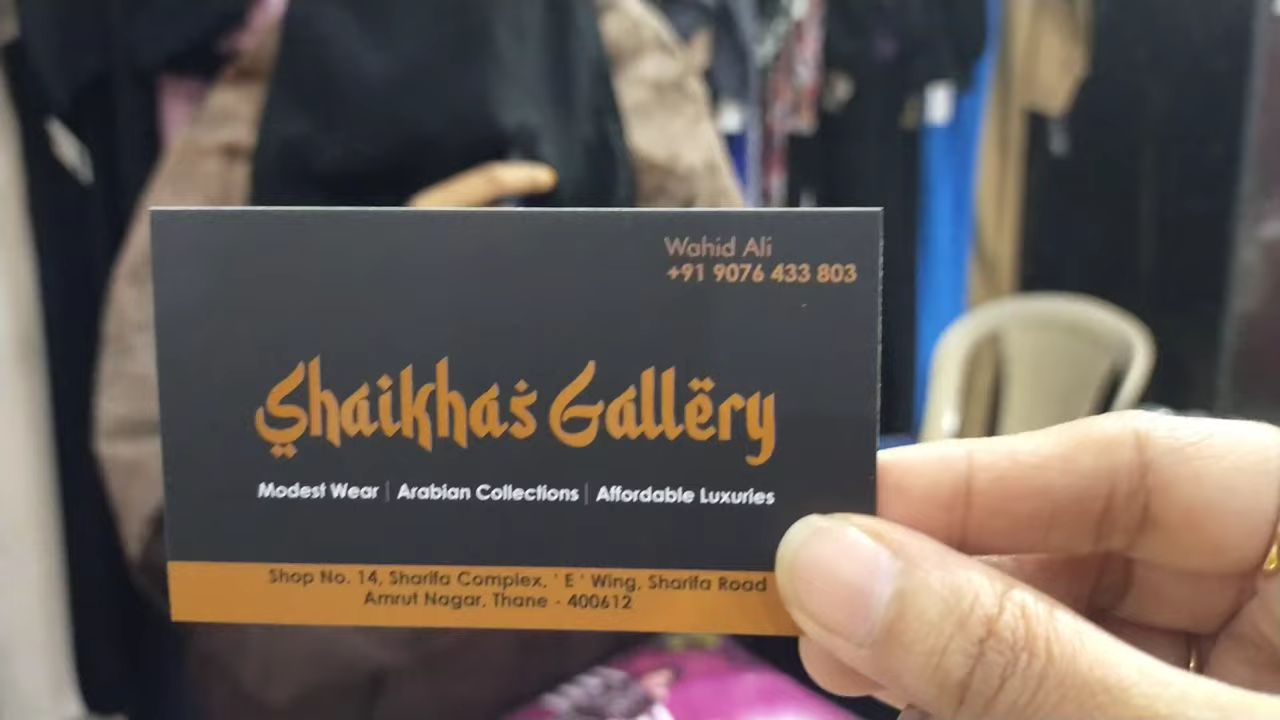 Wahid Ali
+91 9076 433 803
Shaikha's Gallëry
Modest Wear | Arabian Collections | Affordable Luxuries
Shop No. 14, Sharifa Complex, ' E ' Wing, Sharifa Road
Amrut Nagar, Thane - 400612